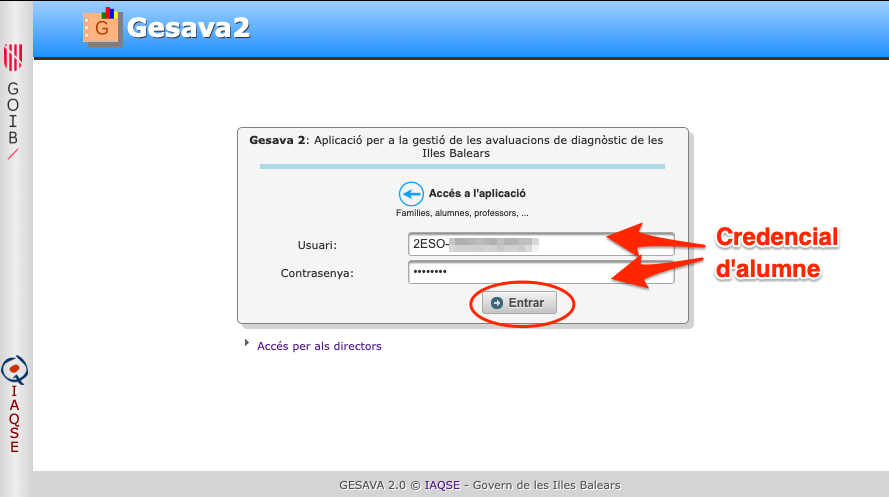 G
Gesava2
GOIB
Gesava 2: Aplicació per a la gestió de les avaluacions de diagnòstic de les
Illes Balears
Accés a l'aplicació
Famílies, alumnes, professors, ...
Usuari:
2ESO-
Contrasenya:
••••••••
Entrar
Credencial
d'alumne
Accés per als directors
IAQSE
GESAVA 2.0 © IAQSE - Govern de les Illes Balears